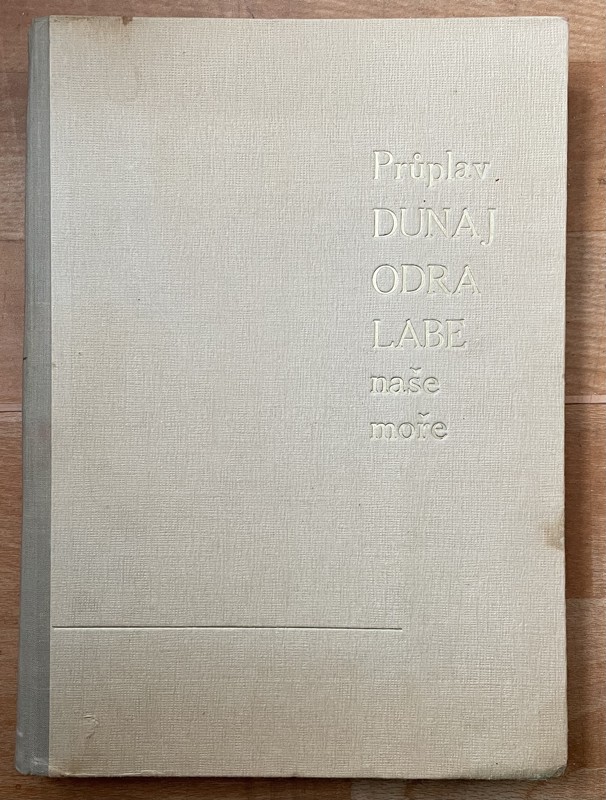 Průplav
DUNAJ
ODRA
LABE
naše
moře